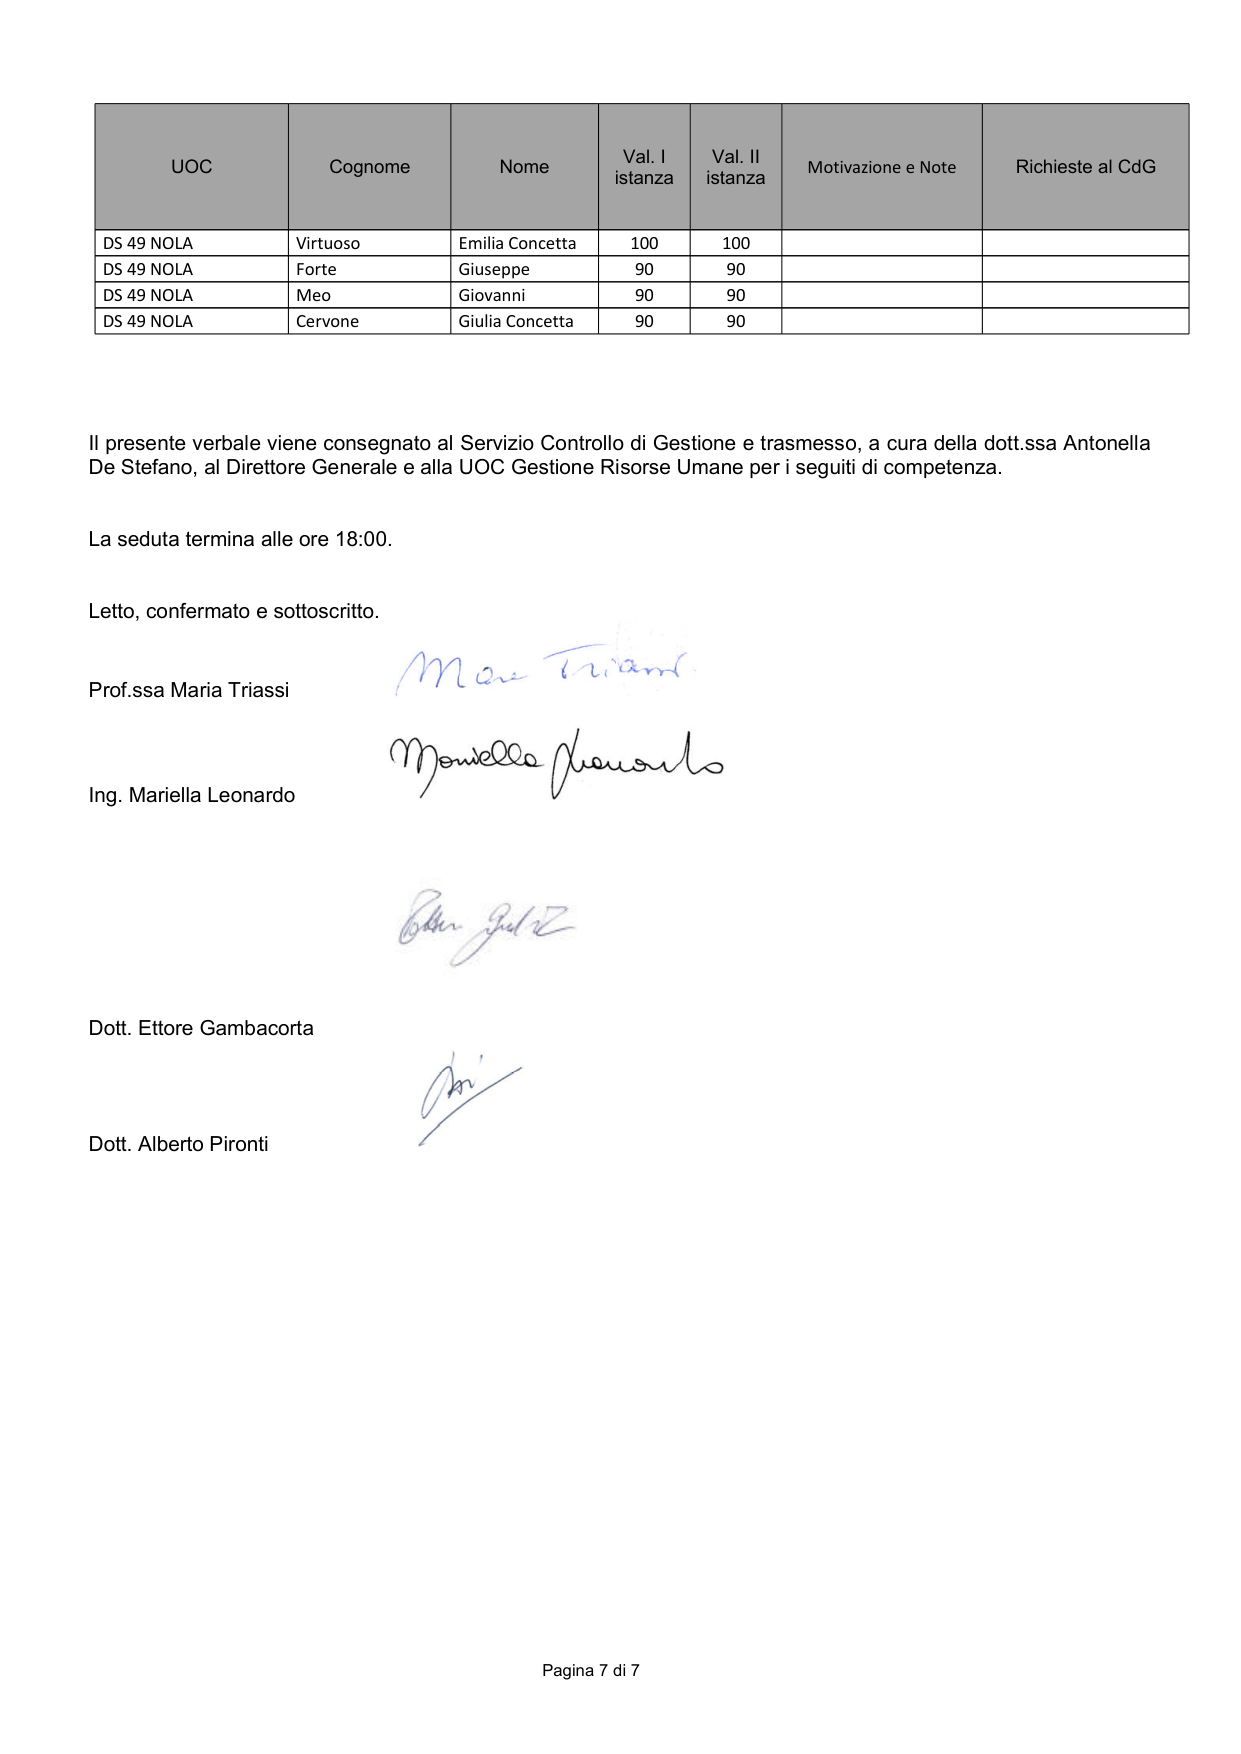 UOC Cognome Nome Val. I istanza Val. II istanza Motivazione e Note Richieste al CdG
DS 49 NOLA Virtuoso Emilia Concetta 100 100
DS 49 NOLA Forte Giuseppe 90 90
DS 49 NOLA Meo Giovanni 90 90
DS 49 NOLA Cervone Giulia Concetta 90 90
Il presente verbale viene consegnato al Servizio Controllo di Gestione e trasmesso, a cura della dott.ssa Antonella
De Stefano, al Direttore Generale e alla UOC Gestione Risorse Umane per i seguiti di competenza.
La seduta termina alle ore 18:00.
Letto, confermato e sottoscritto.
Prof.ssa Maria Triassi
Ing. Mariella Leonardo
Dott. Ettore Gambacorta
Dott. Alberto Pironti
Pagina 7 di 7